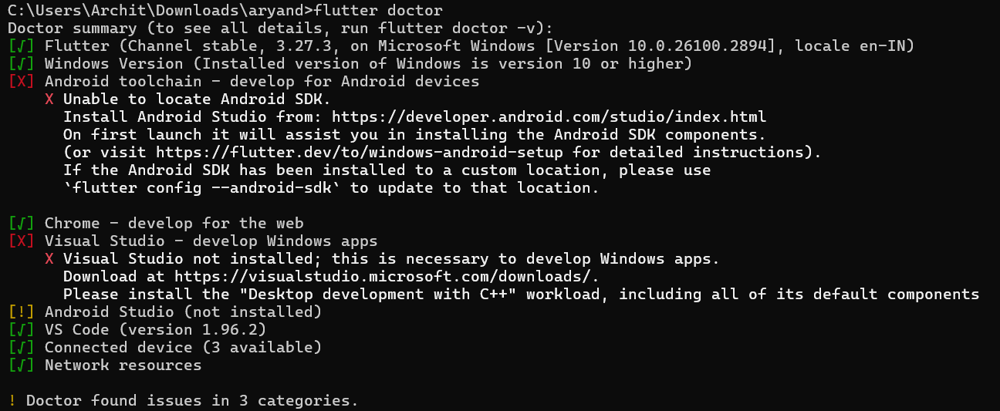 C:\Users\Archit\Downloads\aryand>flutter doctor
Doctor summary (to see all details, run flutter doctor -v):
[√] Flutter (Channel stable, 3.27.3, on Microsoft Windows [Version 10.0.26100.2894], locale en-IN)
[√] Windows Version (Installed version of Windows is version 10 or higher)
[X] Android toolchain - develop for Android devices
    X Unable to locate Android SDK.
      Install Android Studio from: https://developer.android.com/studio/index.html
      On first launch it will assist you in installing the Android SDK components.
      (or visit https://flutter.dev/to/windows-android-setup for detailed instructions).
      If the Android SDK has been installed to a custom location, please use
      `flutter config --android-sdk` to update to that location.

[√] Chrome - develop for the web
[X] Visual Studio - develop Windows apps
    X Visual Studio not installed; this is necessary to develop Windows apps.
      Download at https://visualstudio.microsoft.com/downloads/.
      Please install the "Desktop development with C++" workload, including all of its default components
[!] Android Studio (not installed)
[√] VS Code (version 1.96.2)
[√] Connected device (3 available)
[√] Network resources

! Doctor found issues in 3 categories.